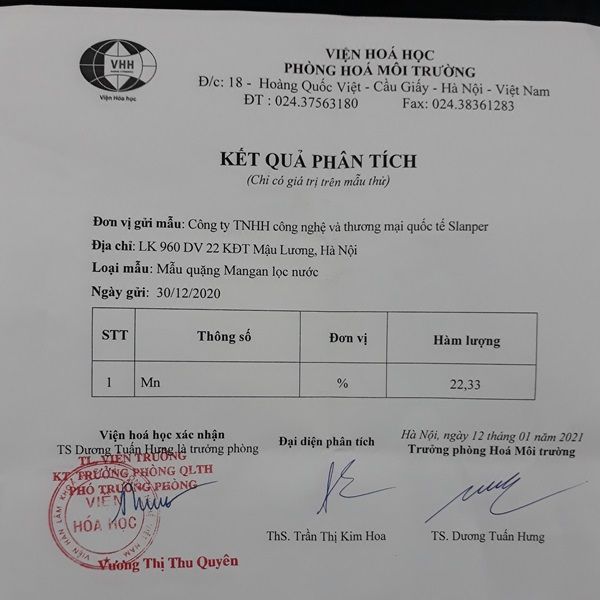 VHH
Viện Hóa học
VIỆN HOÁ HỌC
PHÒNG HOÁ MÔI TRƯỜNG
Đ/c: 18 - Hoàng Quốc Việt - Cầu Giấy - Hà Nội - Việt Nam
ĐT : 024.37563180 Fax: 024.38361283
KẾT QUẢ PHÂN TÍCH
(Chỉ có giá trị trên mẫu thử)
Đơn vị gửi mẫu: Công ty TNHH công nghệ và thương mại quốc tế Slanper
Địa chỉ: LK 960 DV 22 KĐT Mậu Lương, Hà Nội
Loại mẫu: Mẫu quặng Mangan lọc nước
Ngày gửi: 30/12/2020
STT Thông số Đơn vị Hàm lượng
1 Mn % 22,33
Viện hoá học xác nhận
TS Dương Tuấn Hưng là trưởng phòng
TL. VIỆN TRƯỞNG
KT. TRƯỞNG PHÒNG QLTH
PHÓ TRƯỞNG PHÒNG
VIỆN
HÓA HỌC
Vương Thị Thu Quyên
Đại diện phân tích
ThS. Trần Thị Kim Hoa
Hà Nội, ngày 12 tháng 01 năm 2021
Trưởng phòng Hoá Môi trường
TS. Dương Tuấn Hưng